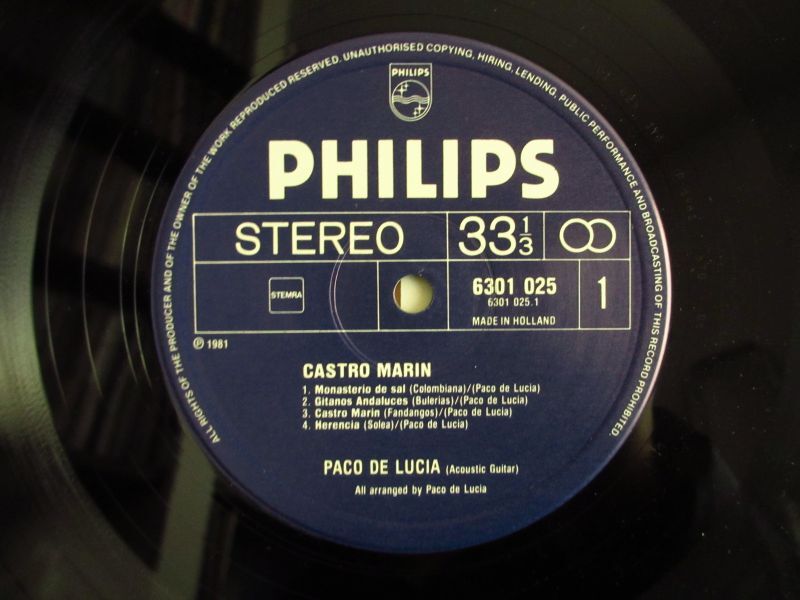 ALL RIGHTS OF THE PRODUCER AND OF THE OWNER OF THE WORK REPRODUCED RESERVED. UNAUTHORISED COPYING, HIRING, LENDING, PUBLIC PERFORMANCE AND BROADCASTING OF THIS RECORD PROHIBITED.
PHILIPS
PHILIPS
STEREO 33 1/3
STEMRA 6301 025 1
6301 025.1
MADE IN HOLLAND
℗ 1981
CASTRO MARIN
1. Monasterio de sal (Colombiana)/(Paco de Lucia)
2. Gitanos Andaluces (Bulerias)/(Paco de Lucia)
3. Castro Marin (Fandangos)/(Paco de Lucia)
4. Herencia (Solea)/(Paco de Lucia)
PACO DE LUCIA (Acoustic Guitar)
All arranged by Paco de Lucia